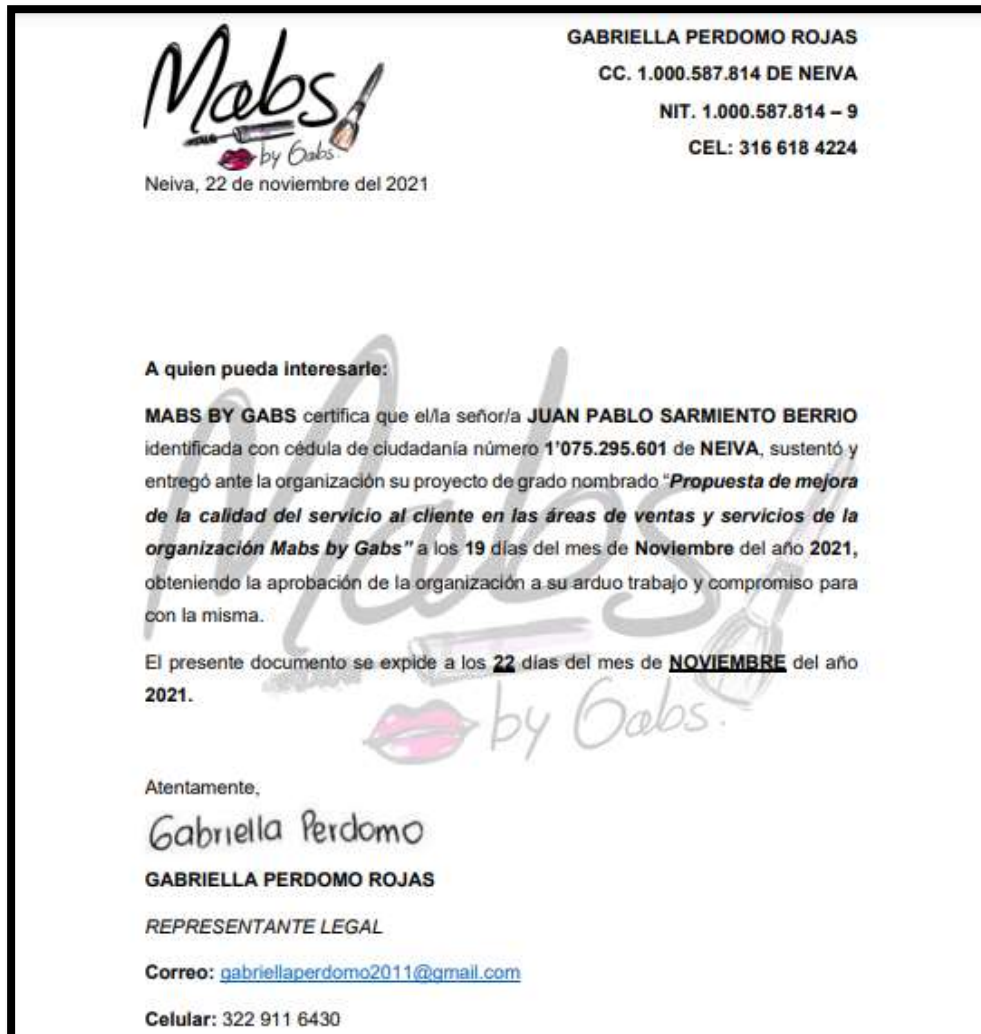 Mabs
by Gabs.
GABRIELLA PERDOMO ROJAS
CC. 1.000.587.814 DE NEIVA
NIT. 1.000.587.814 – 9
CEL: 316 618 4224
Neiva, 22 de noviembre del 2021
A quien pueda interesarle:
MABS BY GABS certifica que el/la señor/a JUAN PABLO SARMIENTO BERRIO
identificada con cédula de ciudadanía número 1’075.295.601 de NEIVA, sustentó y
entregó ante la organización su proyecto de grado nombrado “Propuesta de mejora
de la calidad del servicio al cliente en las áreas de ventas y servicios de la
organización Mabs by Gabs” a los 19 días del mes de Noviembre del año 2021,
obteniendo la aprobación de la organización a su arduo trabajo y compromiso para
con la misma.
El presente documento se expide a los 22 días del mes de NOVIEMBRE del año
2021.
Mabs
by Gabs.
Atentamente,
Gabriella Perdomo
GABRIELLA PERDOMO ROJAS
REPRESENTANTE LEGAL
Correo: gabriellaperdomo2011@gmail.com
Celular: 322 911 6430